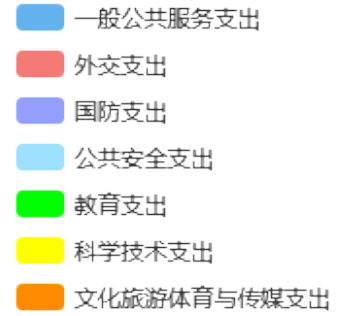 一般公共服务支出
外交支出
国防支出
公共安全支出
教育支出
科学技术支出
文化旅游体育与传媒支出